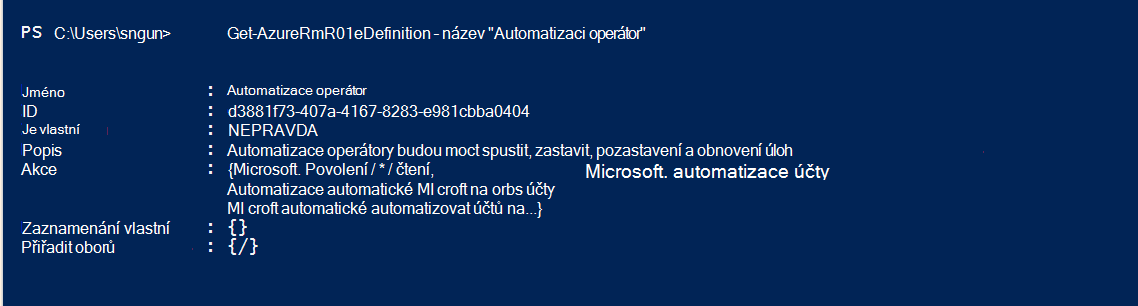 PS C:\Users\sngun> Get-AzureRmR01eDefinition - název "Automatizaci operátor"
Jméno : Automatizace operátor
ID : d3881f73-407a-4167-8283-e981cbba0404
Je vlastní : NEPRAVDA
Popis : Automatizace operátory budou moct spustit, zastavit, pozastavení a obnovení úloh
Akce : {Microsoft. Povolení / * / čtení, Microsoft. automatizace účty
Automatizace automatické MI croft na orbs účty
MI croft automatické automatizovat účtů na...}
Zaznamenání vlastní : {}
Přiřadit oborů : {/}